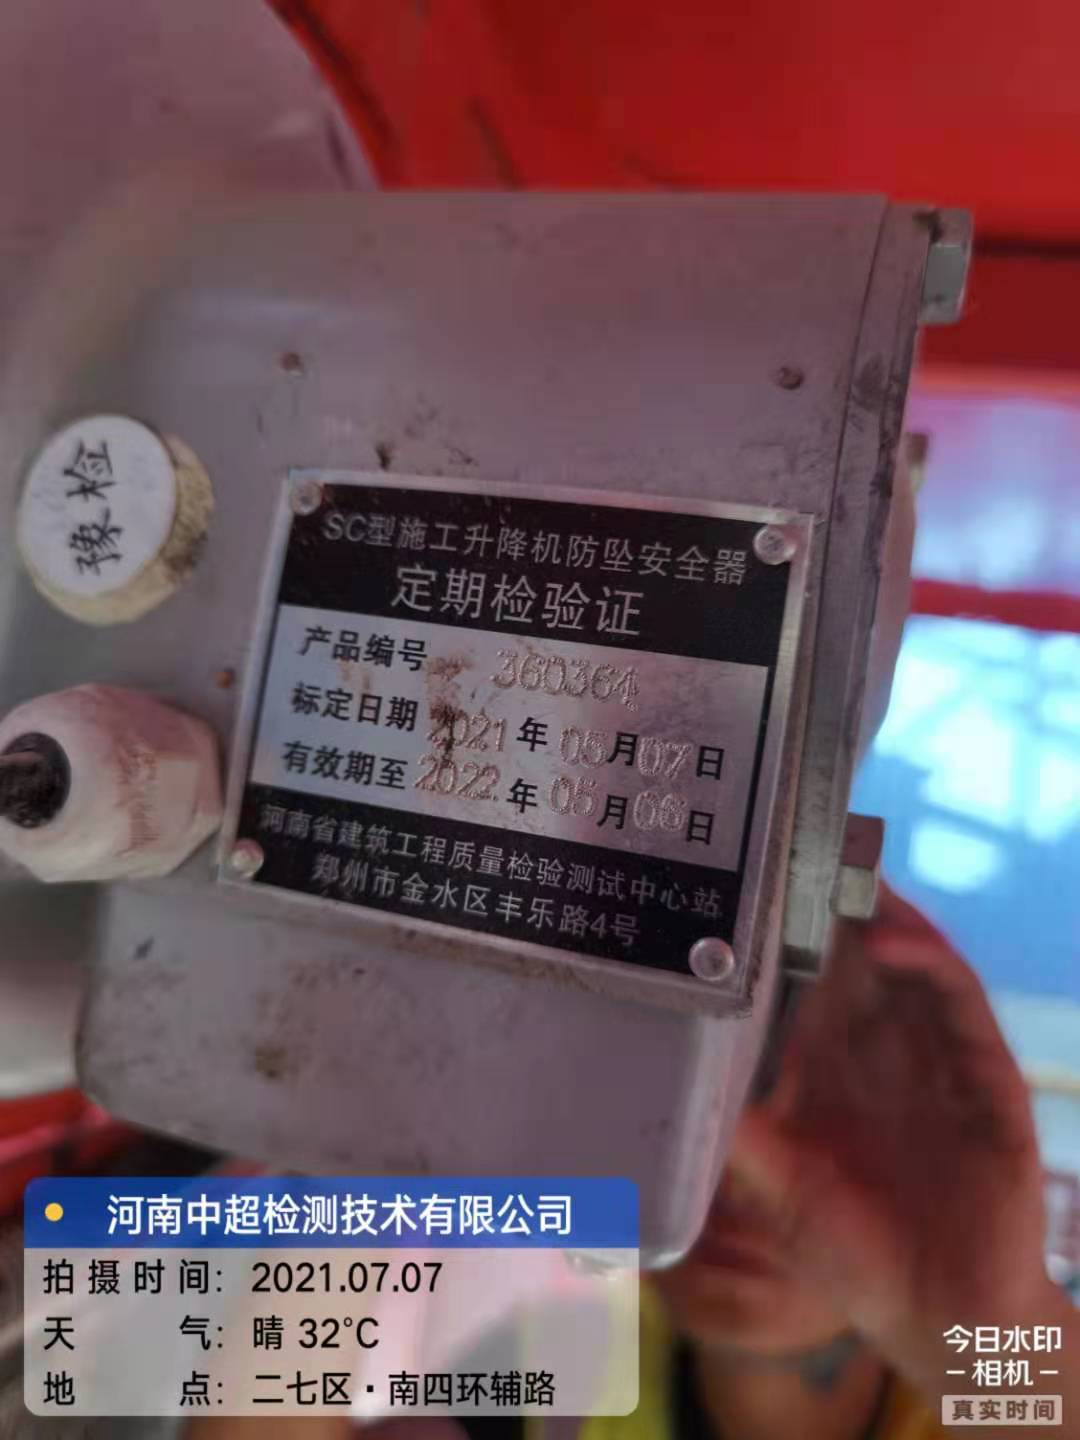 豫检
SC型施工升降机防坠安全器
定期检验证
产品编号 360364
标定日期 2021年05月07日
有效期至 2022年05月06日
河南省建筑工程质量检验测试中心站
郑州市金水区丰乐路4号
河南中超检测技术有限公司
拍摄时间: 2021.07.07
天气: 晴 32°C
地点: 二七区·南四环辅路
今日水印
-相机-
真实时间